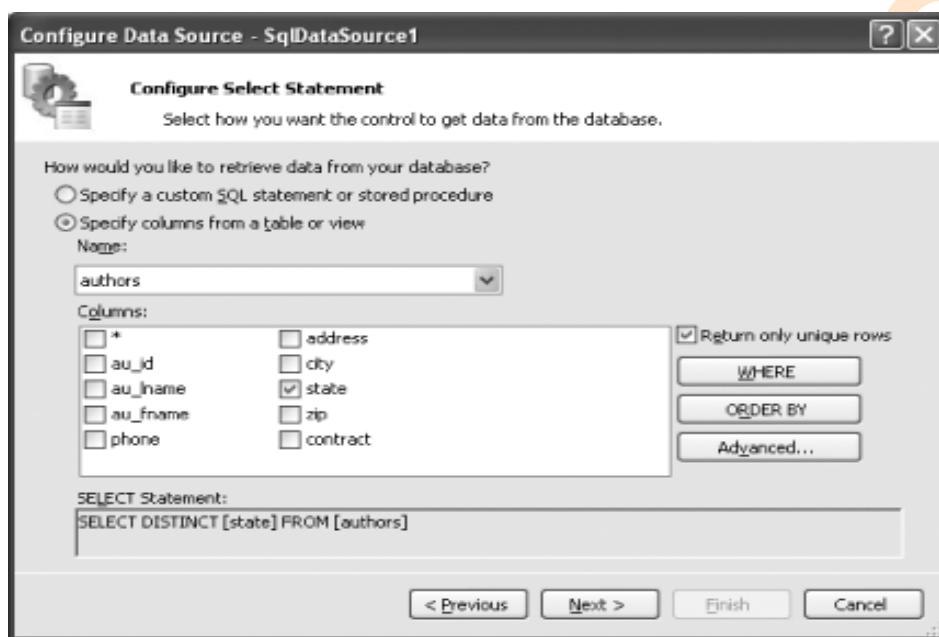 Configure Data Source - SqlDataSource1
Configure Select Statement
Select how you want the control to get data from the database.
How would you like to retrieve data from your database?
Specify a custom SQL statement or stored procedure
Specify columns from a table or view
Name:
authors
Columns:
* address
au_id city
au_lname state
au_fname zip
phone contract
Return only unique rows
WHERE
ORDER BY
Advanced...
SELECT Statement:
SELECT DISTINCT [state] FROM [authors]
< Previous Next > Finish Cancel